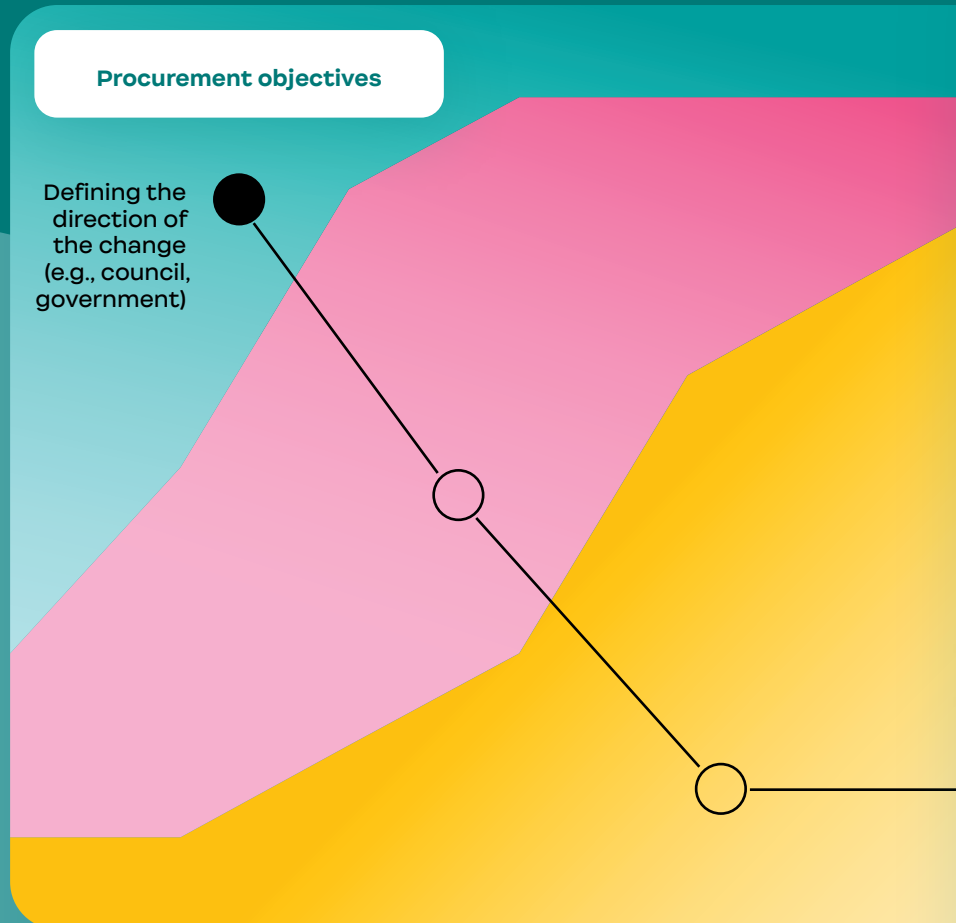 Procurement objectives
Defining the
direction of
the change
(e.g., council,
government)